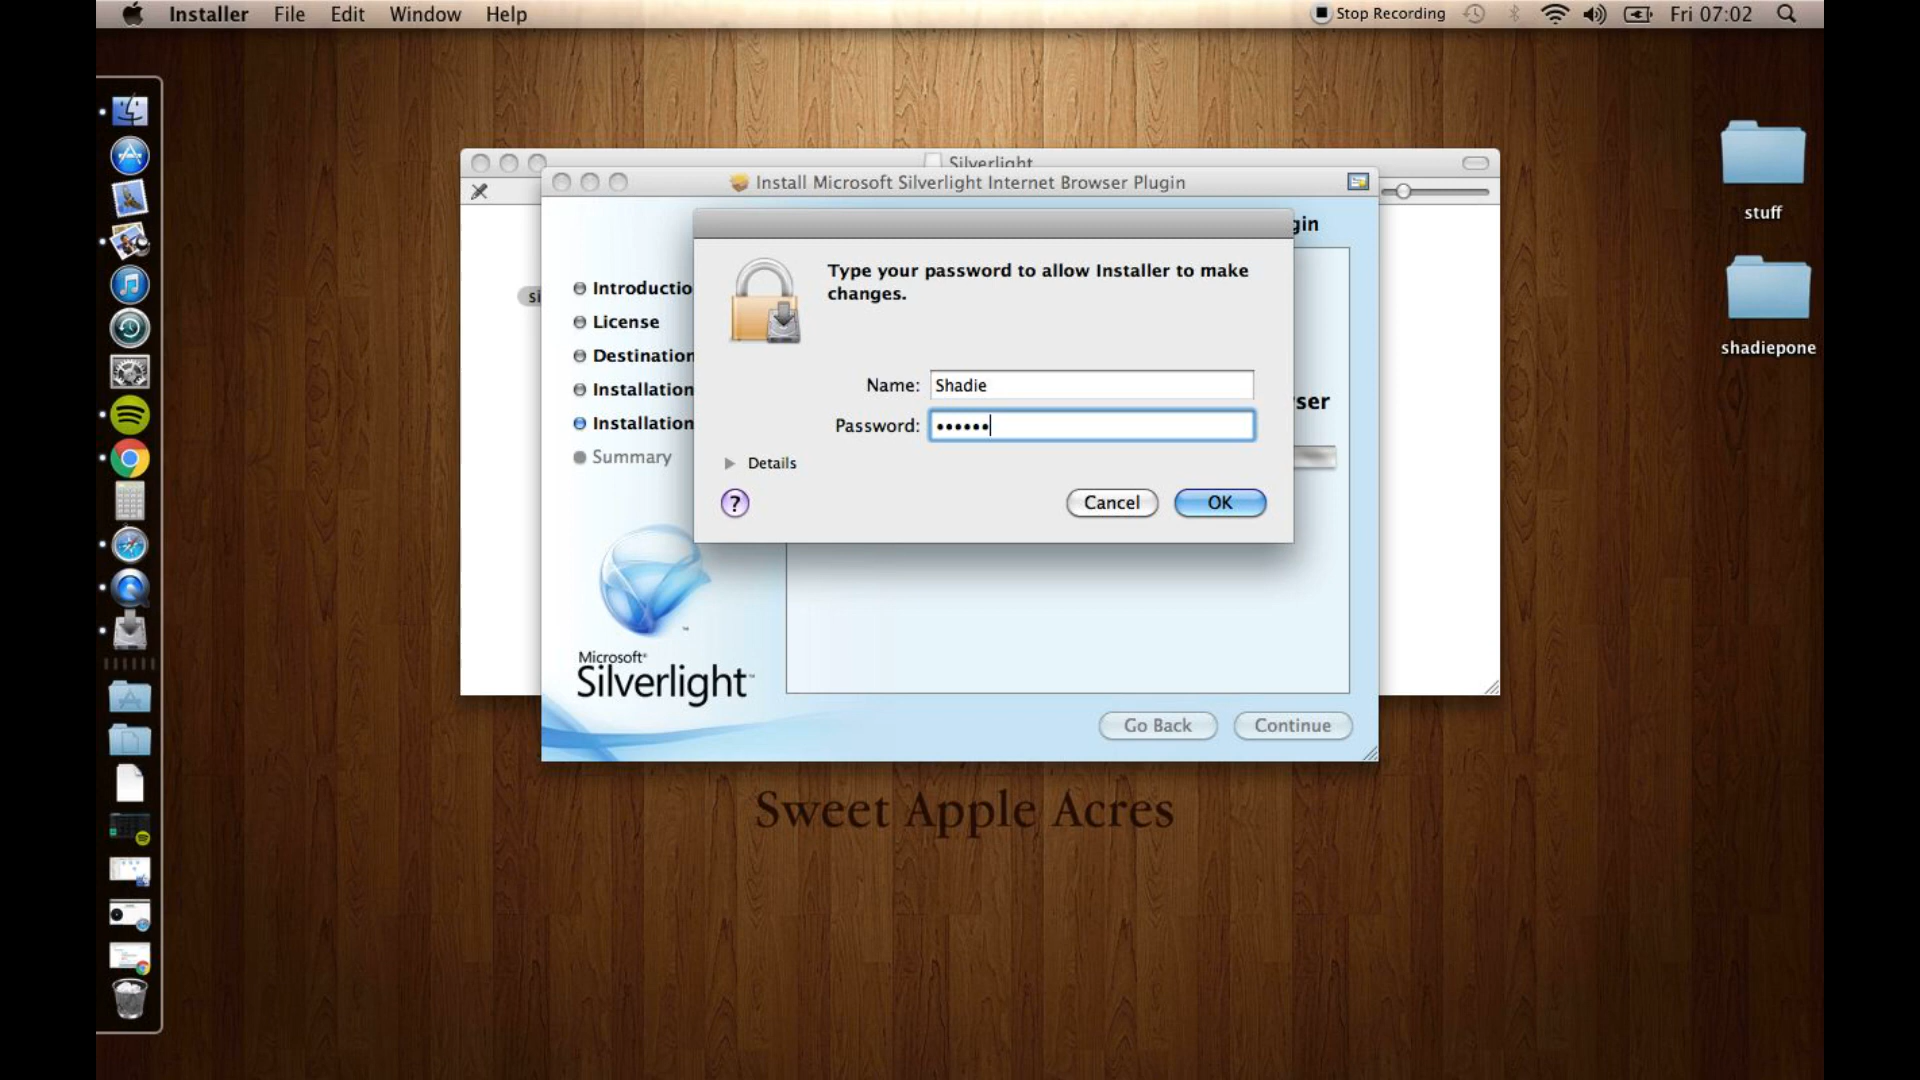 Installer File Edit Window Help Stop Recording Fri 07:02
Silverlight
Install Microsoft Silverlight Internet Browser Plugin
gin
Type your password to allow Installer to make
changes.
Introductio
License
Destination
Installation
Installation
Summary
si
Name: Shadie
Password: ••••••
ser
Details
?
Cancel OK
Microsoft®
Silverlight™
Go Back Continue
Sweet Apple Acres
stuff
shadiepone